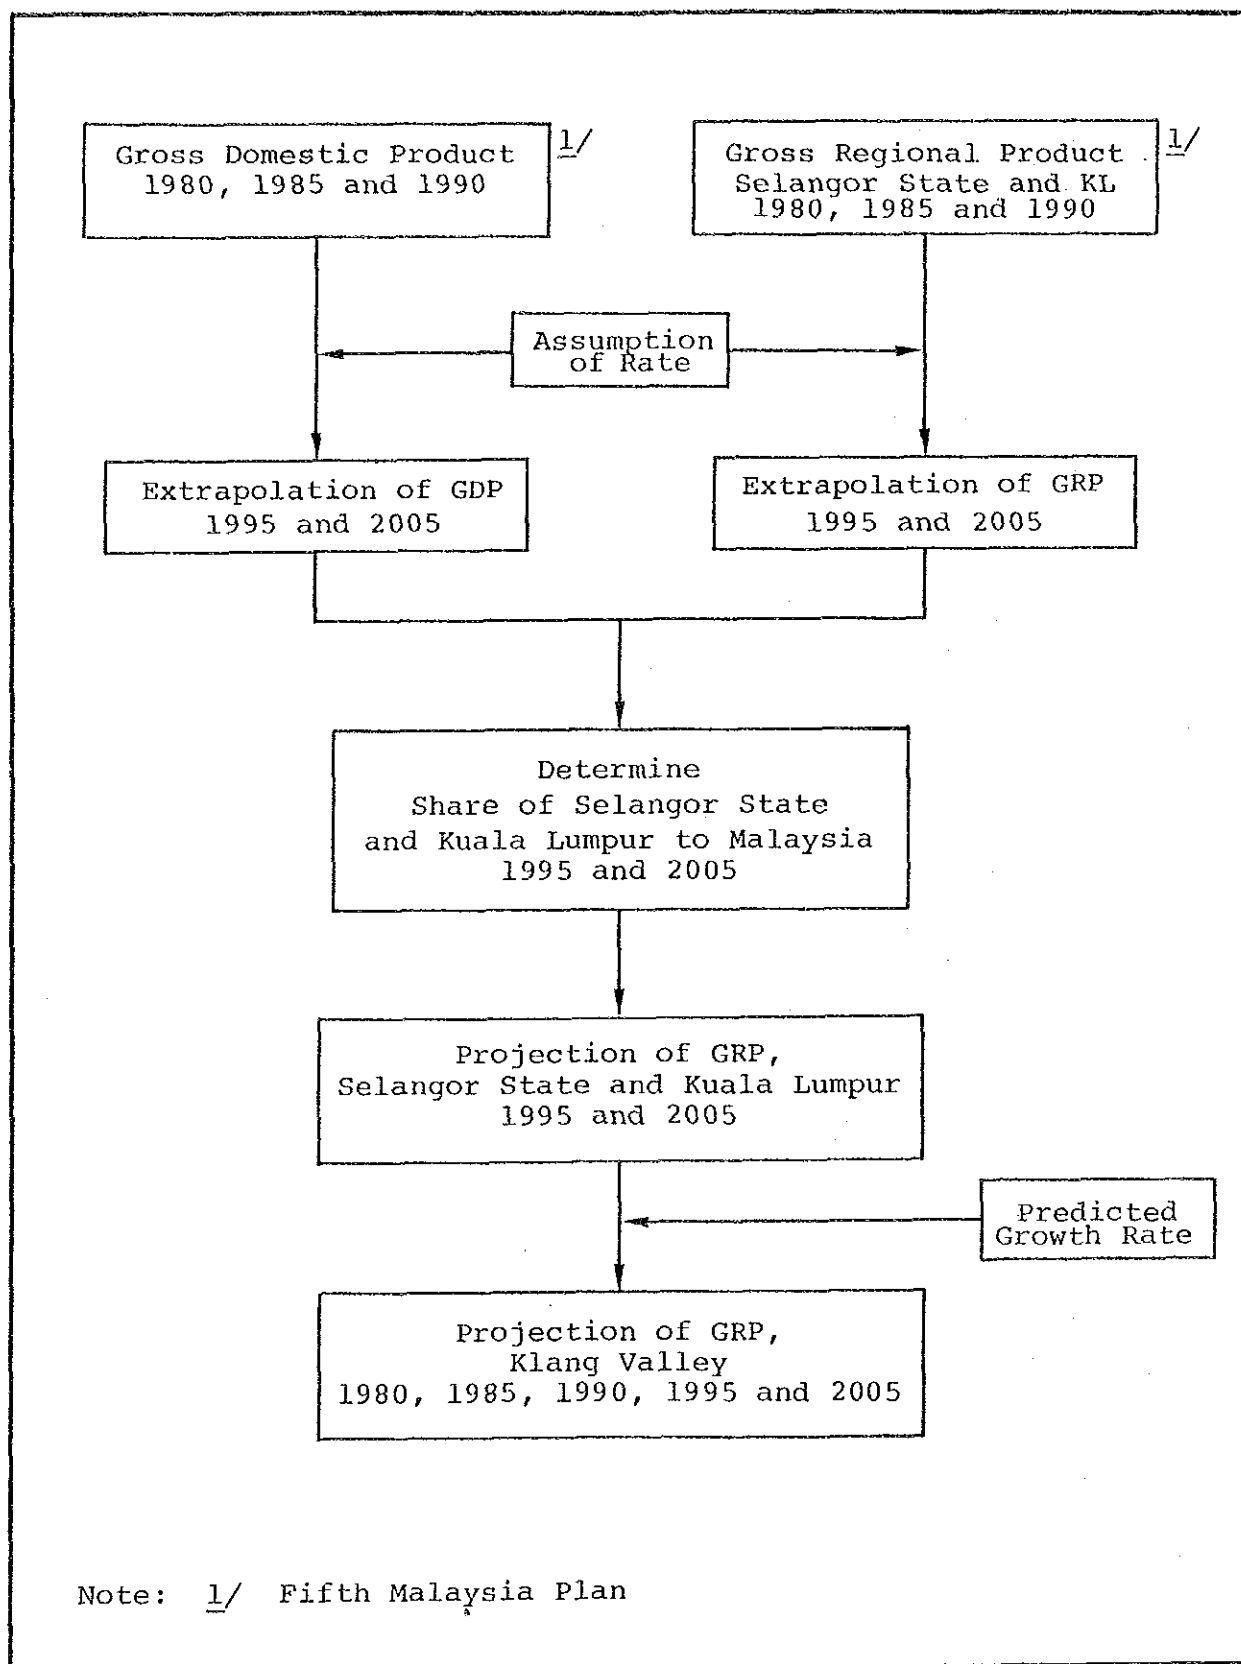 Gross Domestic Product 1/
1980, 1985 and 1990
Gross Regional Product 1/
Selangor State and KL
1980, 1985 and 1990
Assumption
of Rate
Extrapolation of GDP
1995 and 2005
Extrapolation of GRP
1995 and 2005
Determine
Share of Selangor State
and Kuala Lumpur to Malaysia
1995 and 2005
Projection of GRP,
Selangor State and Kuala Lumpur
1995 and 2005
Predicted
Growth Rate
Projection of GRP,
Klang Valley
1980, 1985, 1990, 1995 and 2005
Note: 1/ Fifth Malaysia Plan